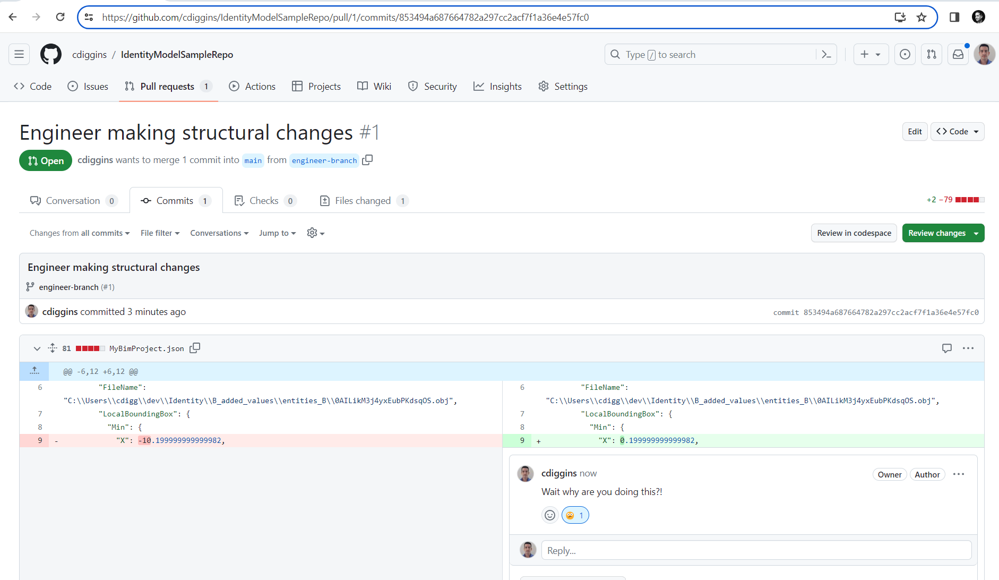 https://github.com/cdiggins/IdentityModelSampleRepo/pull/1/commits/853494a687664782a297cc2acf7f1a36e4e57fc0
cdiggins / IdentityModelSampleRepo
Type / to search
Code Issues Pull requests 1 Actions Projects Wiki Security Insights Settings
Engineer making structural changes #1
Edit <> Code
Open cdiggins wants to merge 1 commit into main from engineer-branch
Conversation 0 Commits 1 Checks 0 Files changed 1
+2 −79
Changes from all commits File filter Conversations Jump to
Review in codespace Review changes
Engineer making structural changes
engineer-branch (#1)
cdiggins committed 3 minutes ago
commit 853494a687664782a297cc2acf7f1a36e4e57fc0
81 MyBimProject.json
@@ -6,12 +6,12 @@
6 "FileName":
"C:\\Users\\cdigg\\dev\\Identity\\B_added_values\\entities_B\\0AILikM3j4yxEubPKdsqOS.obj",
7 "LocalBoundingBox": {
8 "Min": {
9 - "X": -10.199999999999982,
6 "FileName":
"C:\\Users\\cdigg\\dev\\Identity\\B_added_values\\entities_B\\0AILikM3j4yxEubPKdsqOS.obj",
7 "LocalBoundingBox": {
8 "Min": {
9 + "X": 0.199999999999982,
cdiggins now
Owner Author
Wait why are you doing this?!
1
Reply...